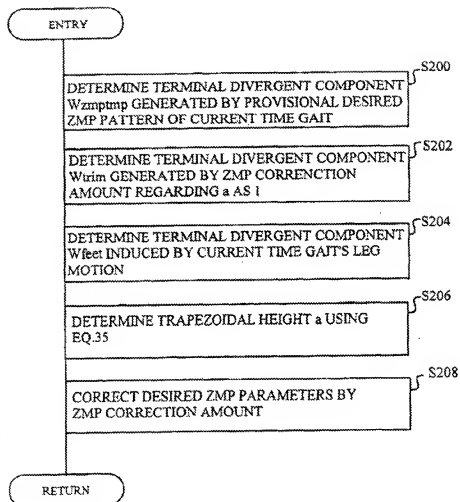 ENTRY
S200
DETERMINE TERMINAL DIVERGENT COMPONENT
Wzmptmp GENERATED BY PROVISIONAL DESIRED
ZMP PATTERN OF CURRENT TIME GAIT
S202
DETERMINE TERMINAL DIVERGENT COMPONENT
Wtrim GENERATED BY ZMP CORRENCTION
AMOUNT REGARDING a AS 1
S204
DETERMINE TERMINAL DIVERGENT COMPONENT
Wfeet INDUCED BY CURRENT TIME GAIT'S LEG
MOTION
S206
DETERMINE TRAPEZOIDAL HEIGHT a USING
EQ.35
S208
CORRECT DESIRED ZMP PARAMETERS BY
ZMP CORRECTION AMOUNT
RETURN